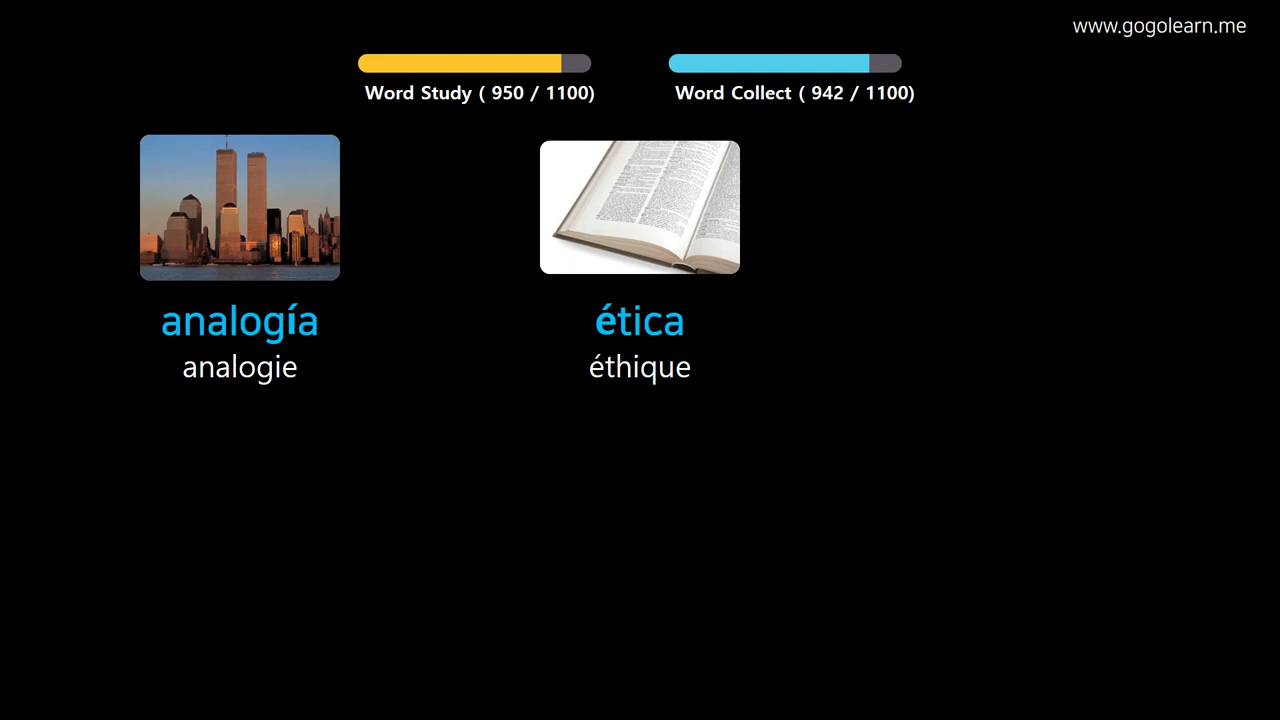 www.gogolearn.me
Word Study ( 950 / 1100)
Word Collect ( 942 / 1100)
analogía
analogie
ética
éthique